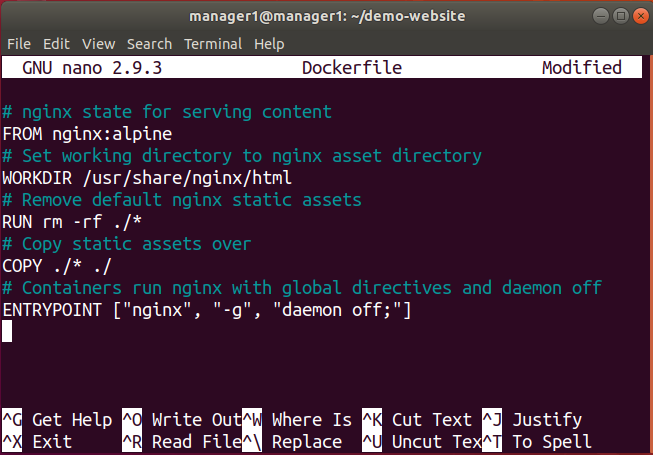 manager1@manager1: ~/demo-website
File Edit View Search Terminal Help
GNU nano 2.9.3 Dockerfile Modified
# nginx state for serving content
FROM nginx:alpine
# Set working directory to nginx asset directory
WORKDIR /usr/share/nginx/html
# Remove default nginx static assets
RUN rm -rf ./*
# Copy static assets over
COPY ./* ./
# Containers run nginx with global directives and daemon off
ENTRYPOINT ["nginx", "-g", "daemon off;"]
^G Get Help ^O Write Out ^W Where Is ^K Cut Text ^J Justify
^X Exit ^R Read File ^\ Replace ^U Uncut Tex ^T To Spell